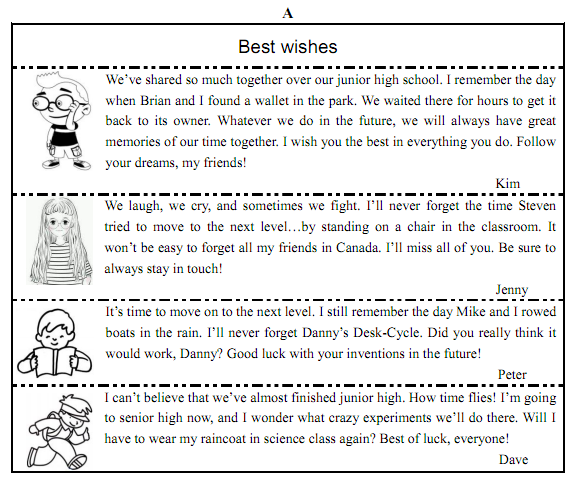 A
Best wishes
We’ve shared so much together over our junior high school. I remember the day
when Brian and I found a wallet in the park. We waited there for hours to get it
back to its owner. Whatever we do in the future, we will always have great
memories of our time together. I wish you the best in everything you do. Follow
your dreams, my friends!
Kim
We laugh, we cry, and sometimes we fight. I’ll never forget the time Steven
tried to move to the next level…by standing on a chair in the classroom. It
won’t be easy to forget all my friends in Canada. I’ll miss all of you. Be sure to
always stay in touch!
Jenny
It’s time to move on to the next level. I still remember the day Mike and I rowed
boats in the rain. I’ll never forget Danny’s Desk-Cycle. Did you really think it
would work, Danny? Good luck with your inventions in the future!
Peter
I can’t believe that we’ve almost finished junior high. How time flies! I’m going
to senior high now, and I wonder what crazy experiments we’ll do there. Will I
have to wear my raincoat in science class again? Best of luck, everyone!
Dave